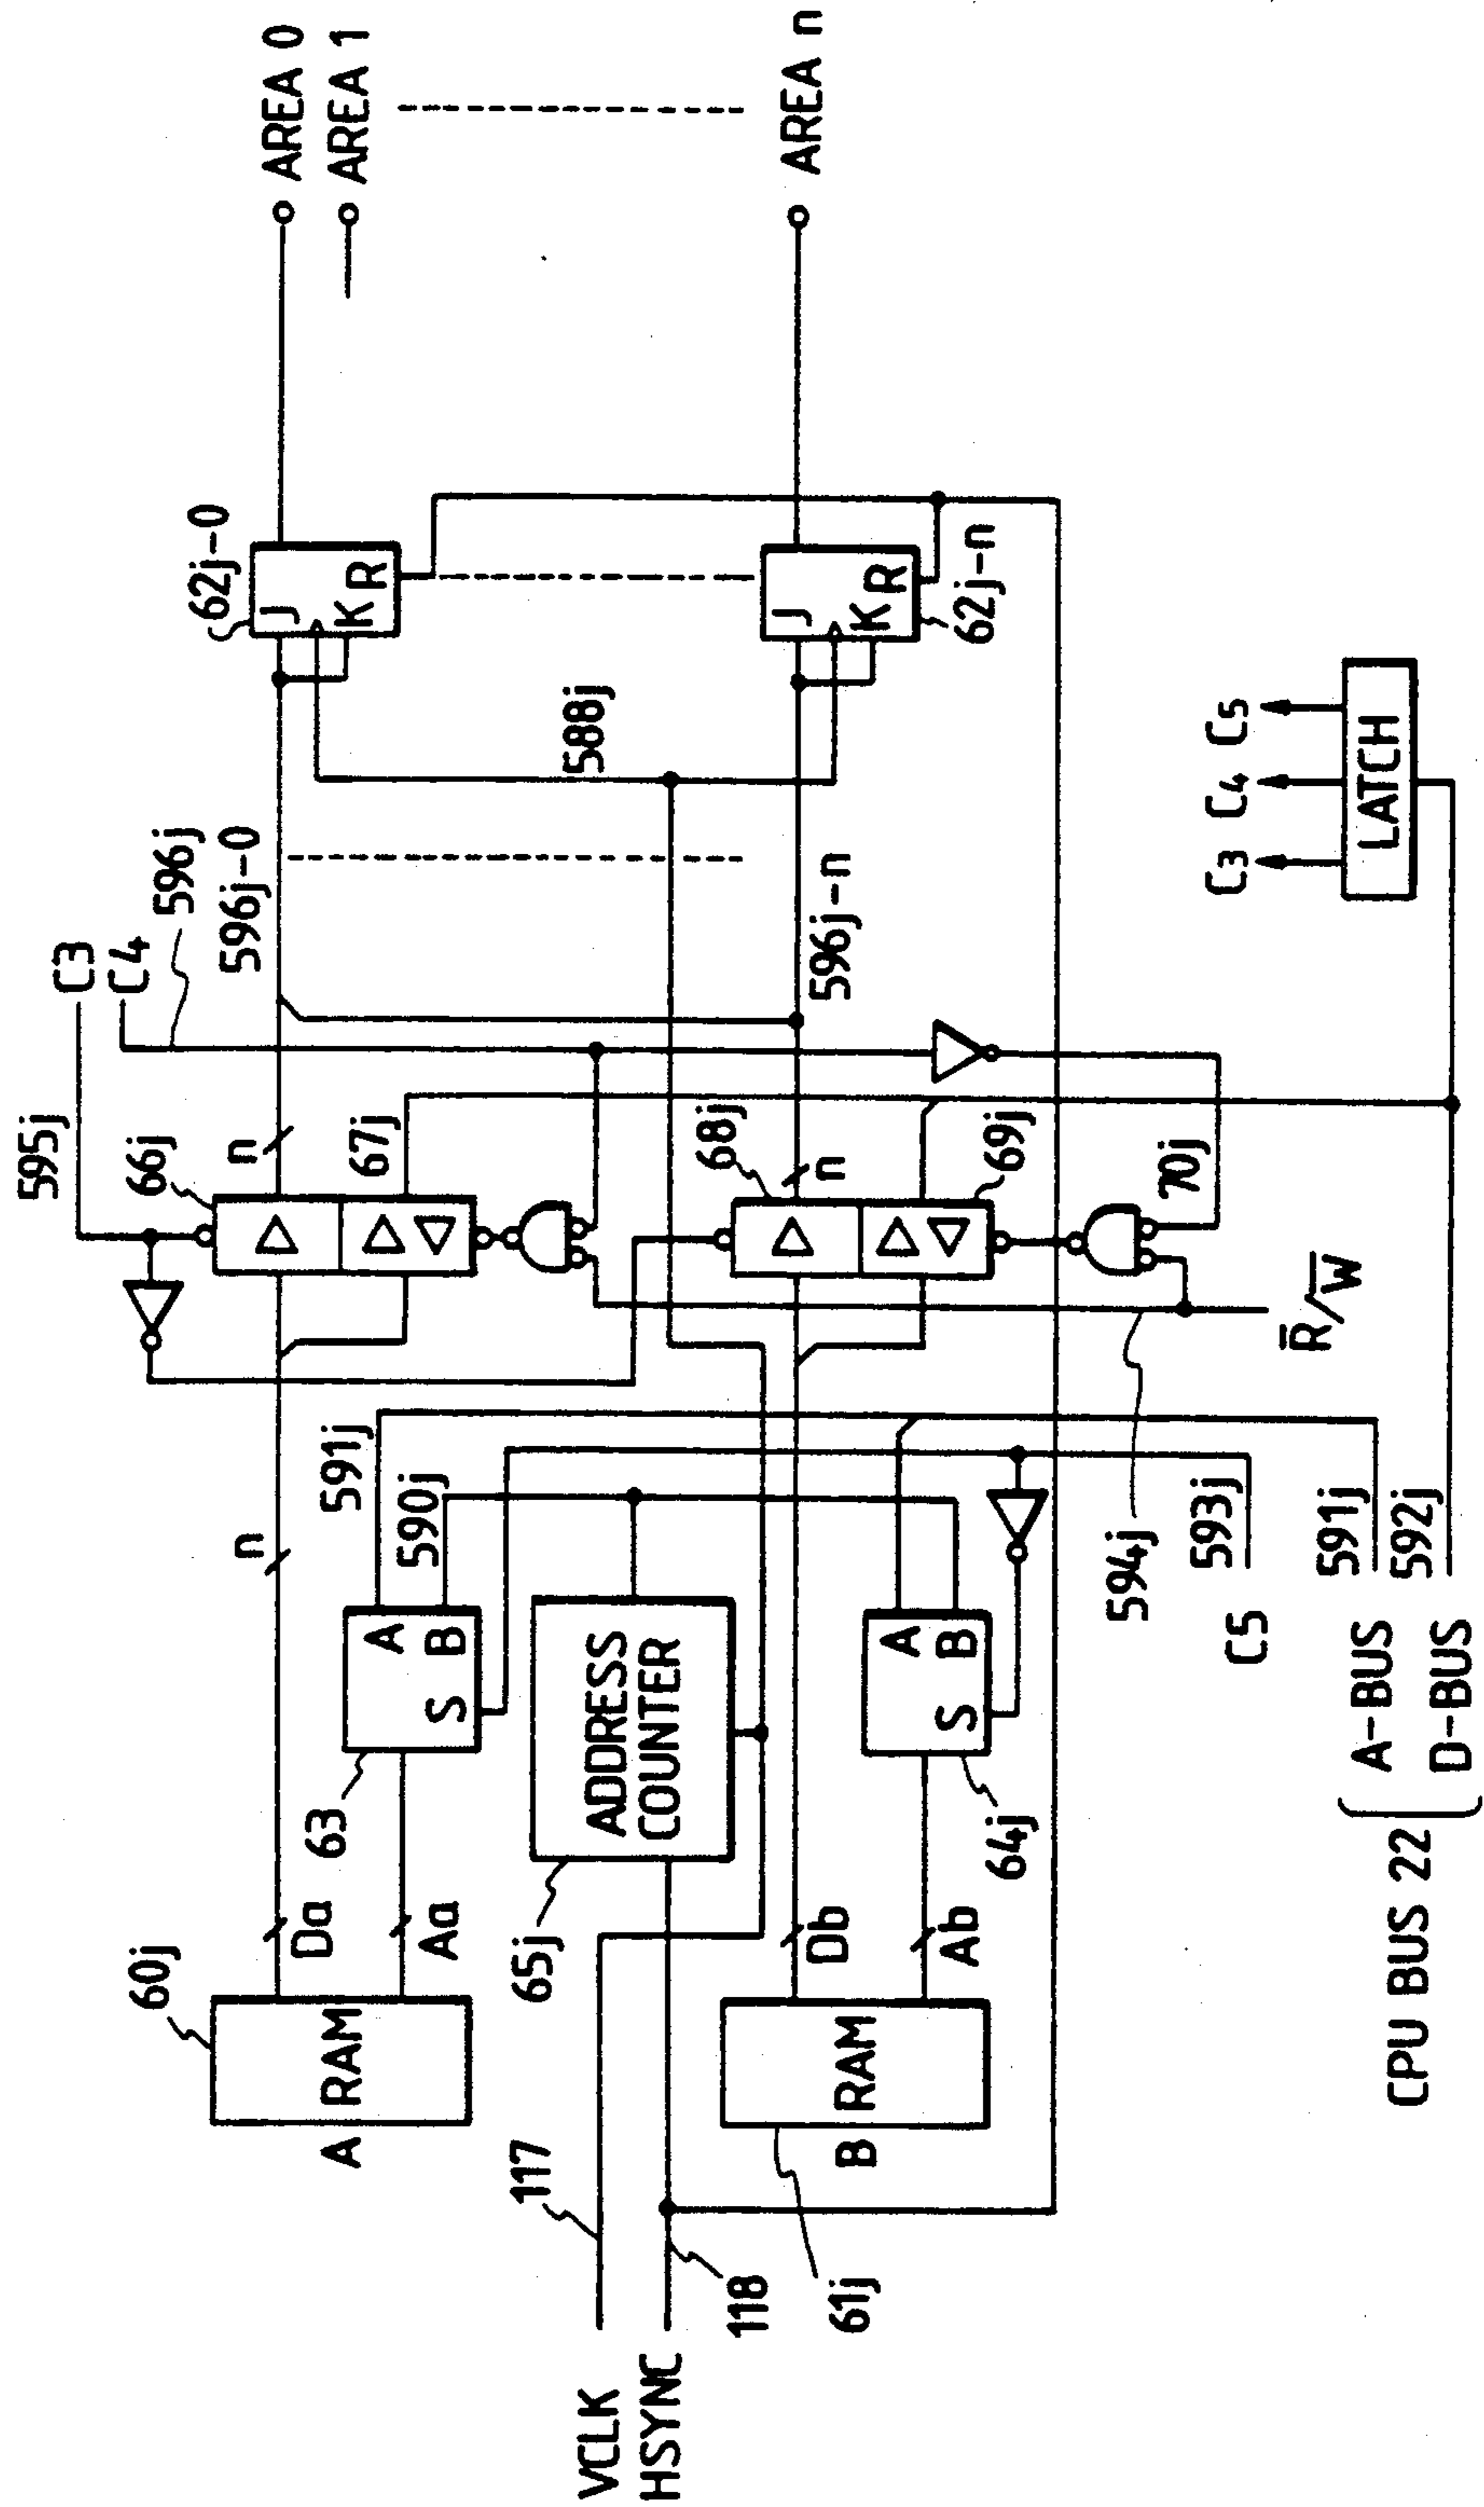 595j
C3
C4
596j
66j
n
596j-0
62j-0
AREA 0
AREA 1
60j
n
Da
A RAM
Aa
63
A
B
S
591j
590j
67j
J
K R
588j
117
VCLK
HSYNC
118
65j
ADDRESS
COUNTER
68j
n
596j-n
J
K R
62j-n
AREA n
61j
B RAM
Db
Ab
64j
A
B
S
69j
70j
594j
R/W
593j
C5
591j
592j
CPU BUS 22
A-BUS
D-BUS
C3 C4 C5
LATCH